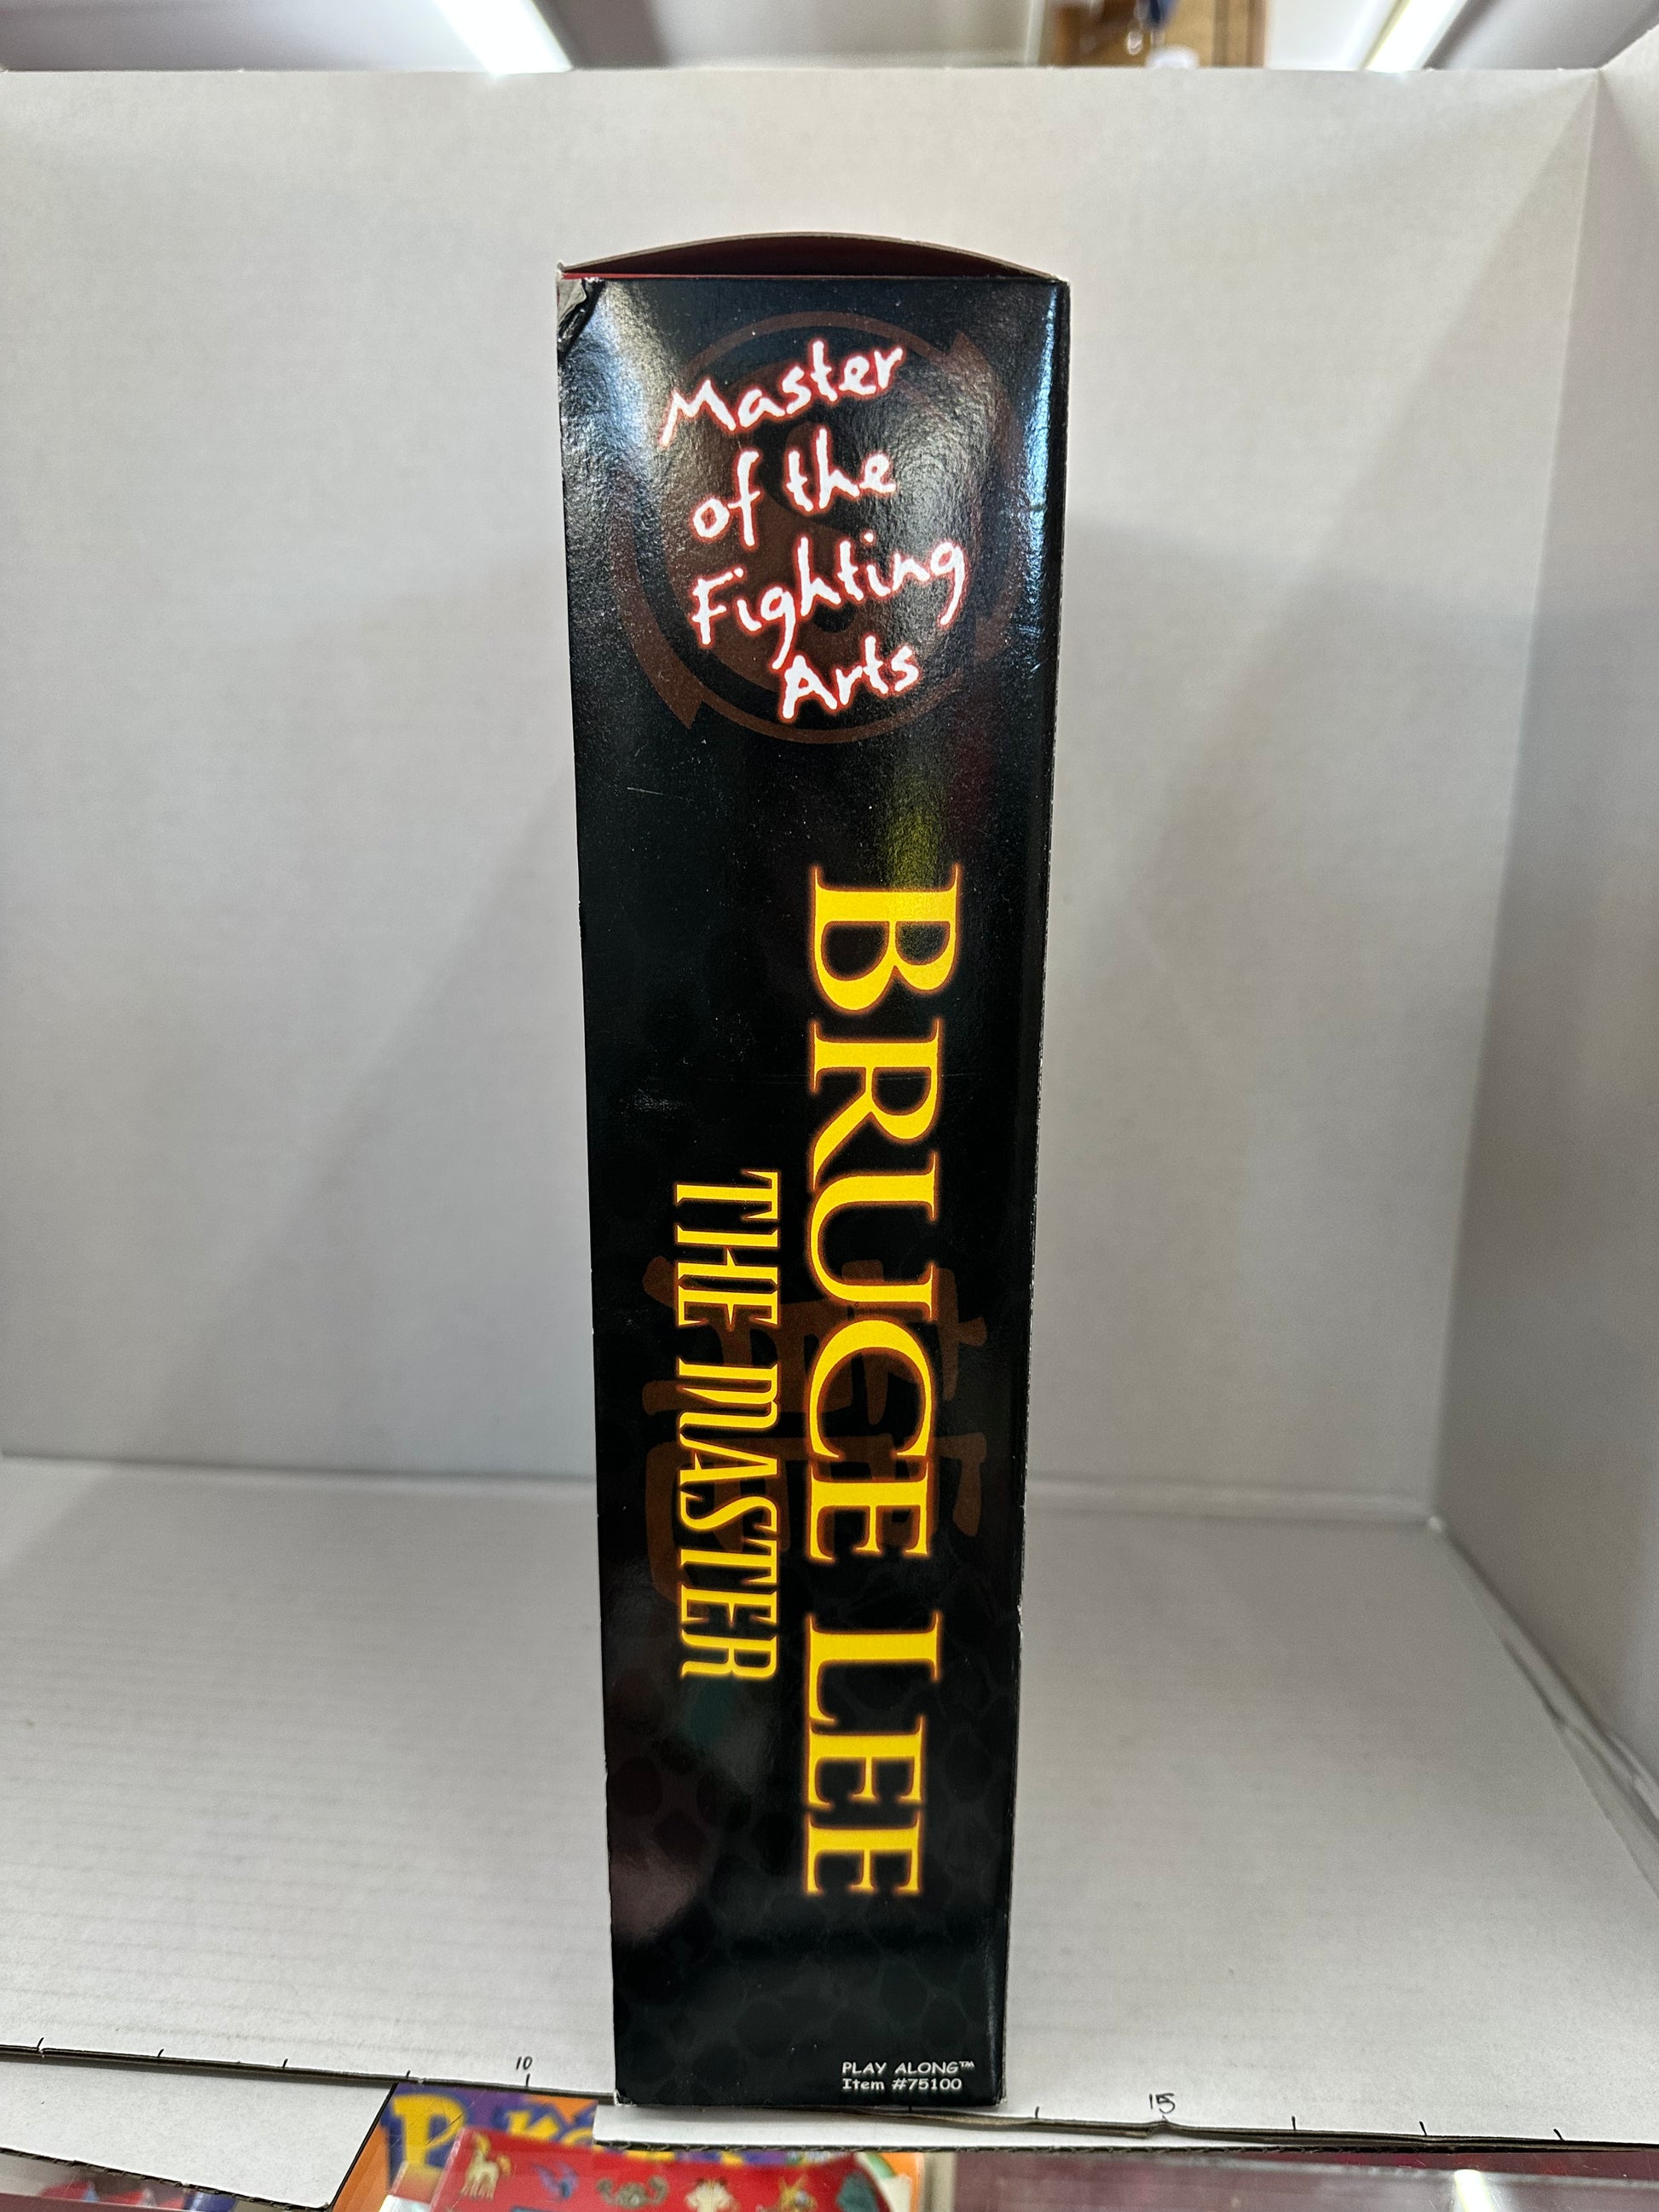 Master
of the
Fighting
Arts
BRUCE LEE
THE MASTER
PLAY ALONG™
Item #75100
10
15